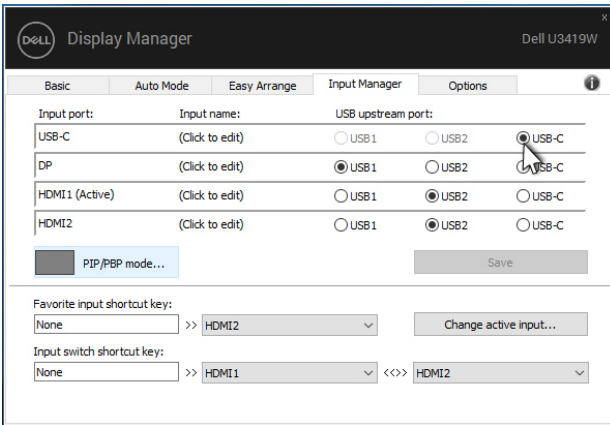 DELL Display Manager Dell U3419W
x
Basic Auto Mode Easy Arrange Input Manager Options i
Input port: Input name: USB upstream port:
USB-C (Click to edit) USB1 USB2 USB-C
DP (Click to edit) USB1 USB2 USB-C
HDMI1 (Active) (Click to edit) USB1 USB2 USB-C
HDMI2 (Click to edit) USB1 USB2 USB-C
PIP/PBP mode... Save
Favorite input shortcut key:
None >> HDMI2 Change active input...
Input switch shortcut key:
None >> HDMI1 <<>> HDMI2